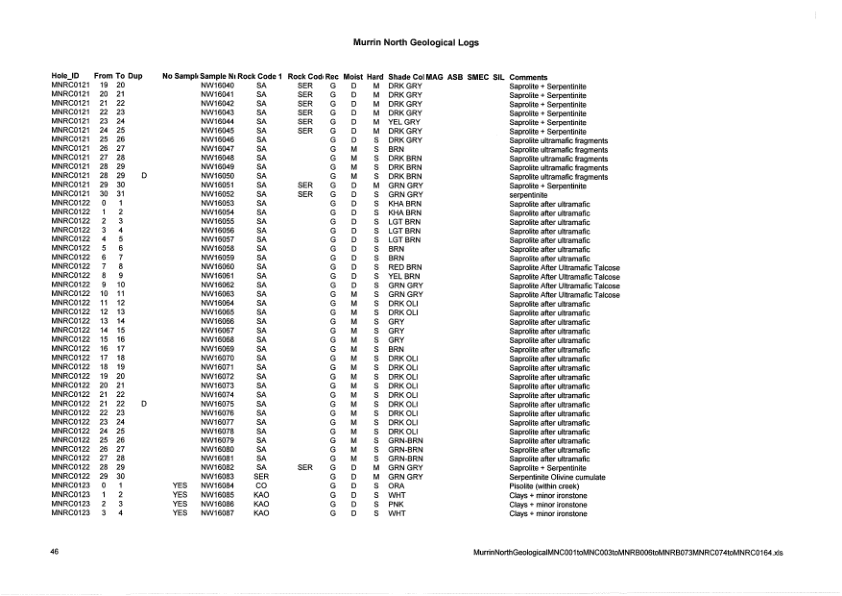 Murrin North Geological Logs
Hole_ID From To Dup No Sampl Sample Ni Rock Code 1 Rock Cod Rec Moist Hard Shade Col MAG ASB SMEC SIL Comments
MNRC0121 19 20 NW16040 SA SER G D M DRK GRY Saprolite + Serpentinite
MNRC0121 20 21 NW16041 SA SER G D M DRK GRY Saprolite + Serpentinite
MNRC0121 21 22 NW16042 SA SER G D M DRK GRY Saprolite + Serpentinite
MNRC0121 22 23 NW16043 SA SER G D M DRK GRY Saprolite + Serpentinite
MNRC0121 23 24 NW16044 SA SER G D M YEL GRY Saprolite + Serpentinite
MNRC0121 24 25 NW16045 SA SER G D M DRK GRY Saprolite + Serpentinite
MNRC0121 25 26 NW16046 SA G D S DRK GRY Saprolite ultramafic fragments
MNRC0121 26 27 NW16047 SA G M S BRN Saprolite ultramafic fragments
MNRC0121 27 28 NW16048 SA G M S DRK BRN Saprolite ultramafic fragments
MNRC0121 28 29 NW16049 SA G M S DRK BRN Saprolite ultramafic fragments
MNRC0121 28 29 D NW16050 SA G M S DRK BRN Saprolite ultramafic fragments
MNRC0121 29 30 NW16051 SA SER G D M GRN GRY Saprolite + Serpentinite
MNRC0121 30 31 NW16052 SA SER G D S GRN GRY serpentinite
MNRC0122 0 1 NW16053 SA G D S KHA BRN Saprolite after ultramafic
MNRC0122 1 2 NW16054 SA G D S KHA BRN Saprolite after ultramafic
MNRC0122 2 3 NW16055 SA G D S LGT BRN Saprolite after ultramafic
MNRC0122 3 4 NW16056 SA G D S LGT BRN Saprolite after ultramafic
MNRC0122 4 5 NW16057 SA G D S LGT BRN Saprolite after ultramafic
MNRC0122 5 6 NW16058 SA G D S BRN Saprolite after ultramafic
MNRC0122 6 7 NW16059 SA G D S BRN Saprolite after ultramafic
MNRC0122 7 8 NW16060 SA G D S RED BRN Saprolite After Ultramafic Talcose
MNRC0122 8 9 NW16061 SA G D S YEL BRN Saprolite After Ultramafic Talcose
MNRC0122 9 10 NW16062 SA G D S GRN GRY Saprolite After Ultramafic Talcose
MNRC0122 10 11 NW16063 SA G M S GRN GRY Saprolite After Ultramafic Talcose
MNRC0122 11 12 NW16064 SA G M S DRK OLI Saprolite after ultramafic
MNRC0122 12 13 NW16065 SA G M S DRK OLI Saprolite after ultramafic
MNRC0122 13 14 NW16066 SA G M S GRY Saprolite after ultramafic
MNRC0122 14 15 NW16067 SA G M S GRY Saprolite after ultramafic
MNRC0122 15 16 NW16068 SA G M S GRY Saprolite after ultramafic
MNRC0122 16 17 NW16069 SA G M S BRN Saprolite after ultramafic
MNRC0122 17 18 NW16070 SA G M S DRK OLI Saprolite after ultramafic
MNRC0122 18 19 NW16071 SA G M S DRK OLI Saprolite after ultramafic
MNRC0122 19 20 NW16072 SA G M S DRK OLI Saprolite after ultramafic
MNRC0122 20 21 NW16073 SA G M S DRK OLI Saprolite after ultramafic
MNRC0122 21 22 NW16074 SA G M S DRK OLI Saprolite after ultramafic
MNRC0122 21 22 D NW16075 SA G M S DRK OLI Saprolite after ultramafic
MNRC0122 22 23 NW16076 SA G M S DRK OLI Saprolite after ultramafic
MNRC0122 23 24 NW16077 SA G M S DRK OLI Saprolite after ultramafic
MNRC0122 24 25 NW16078 SA G M S DRK OLI Saprolite after ultramafic
MNRC0122 25 26 NW16079 SA G M S GRN-BRN Saprolite after ultramafic
MNRC0122 26 27 NW16080 SA G M S GRN-BRN Saprolite after ultramafic
MNRC0122 27 28 NW16081 SA G M S GRN-BRN Saprolite after ultramafic
MNRC0122 28 29 NW16082 SA SER G D M GRN GRY Saprolite + Serpentinite
MNRC0122 29 30 NW16083 SER G D M GRN GRY Serpentinite Olivine cumulate
MNRC0123 0 1 YES NW16084 CO G D S ORA Pisolite (within creek)
MNRC0123 1 2 YES NW16085 KAO G D S WHT Clays + minor ironstone
MNRC0123 2 3 YES NW16086 KAO G D S PNK Clays + minor ironstone
MNRC0123 3 4 YES NW16087 KAO G D S WHT Clays + minor ironstone
46 MurrinNorthGeologicalMNC001toMNC003toMNRB006toMNRB073MNRC074toMNRC0164.xls